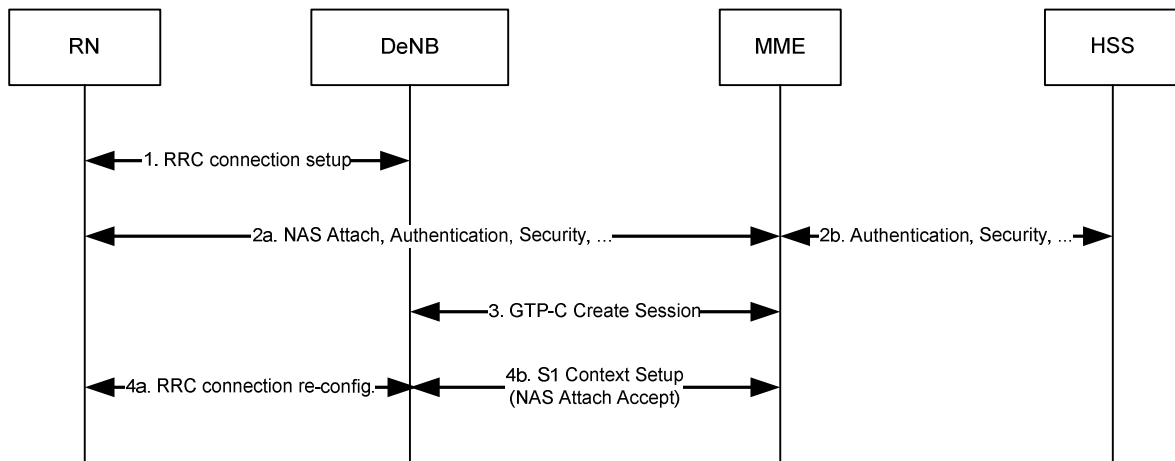 RN
DeNB
MME
HSS
1. RRC connection setup
2a. NAS Attach, Authentication, Security, ...
2b. Authentication, Security, ...
3. GTP-C Create Session
4a. RRC connection re-config.
4b. S1 Context Setup
(NAS Attach Accept)